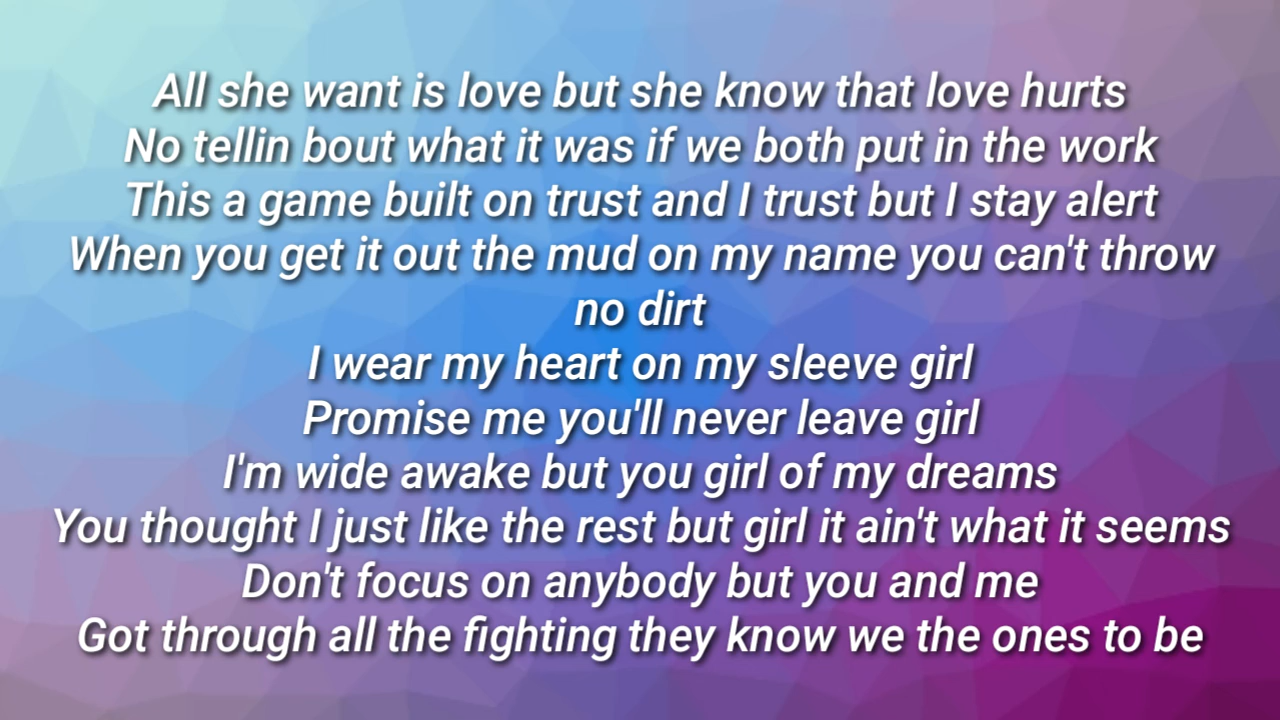 All she want is love but she know that love hurts
No tellin bout what it was if we both put in the work
This a game built on trust and I trust but I stay alert
When you get it out the mud on my name you can't throw
no dirt
I wear my heart on my sleeve girl
Promise me you'll never leave girl
I'm wide awake but you girl of my dreams
You thought I just like the rest but girl it ain't what it seems
Don't focus on anybody but you and me
Got through all the fighting they know we the ones to be